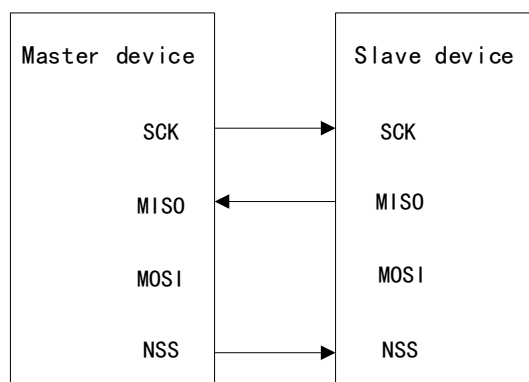 Master device
Slave device
SCK
SCK
MISO
MISO
MOSI
MOSI
NSS
NSS